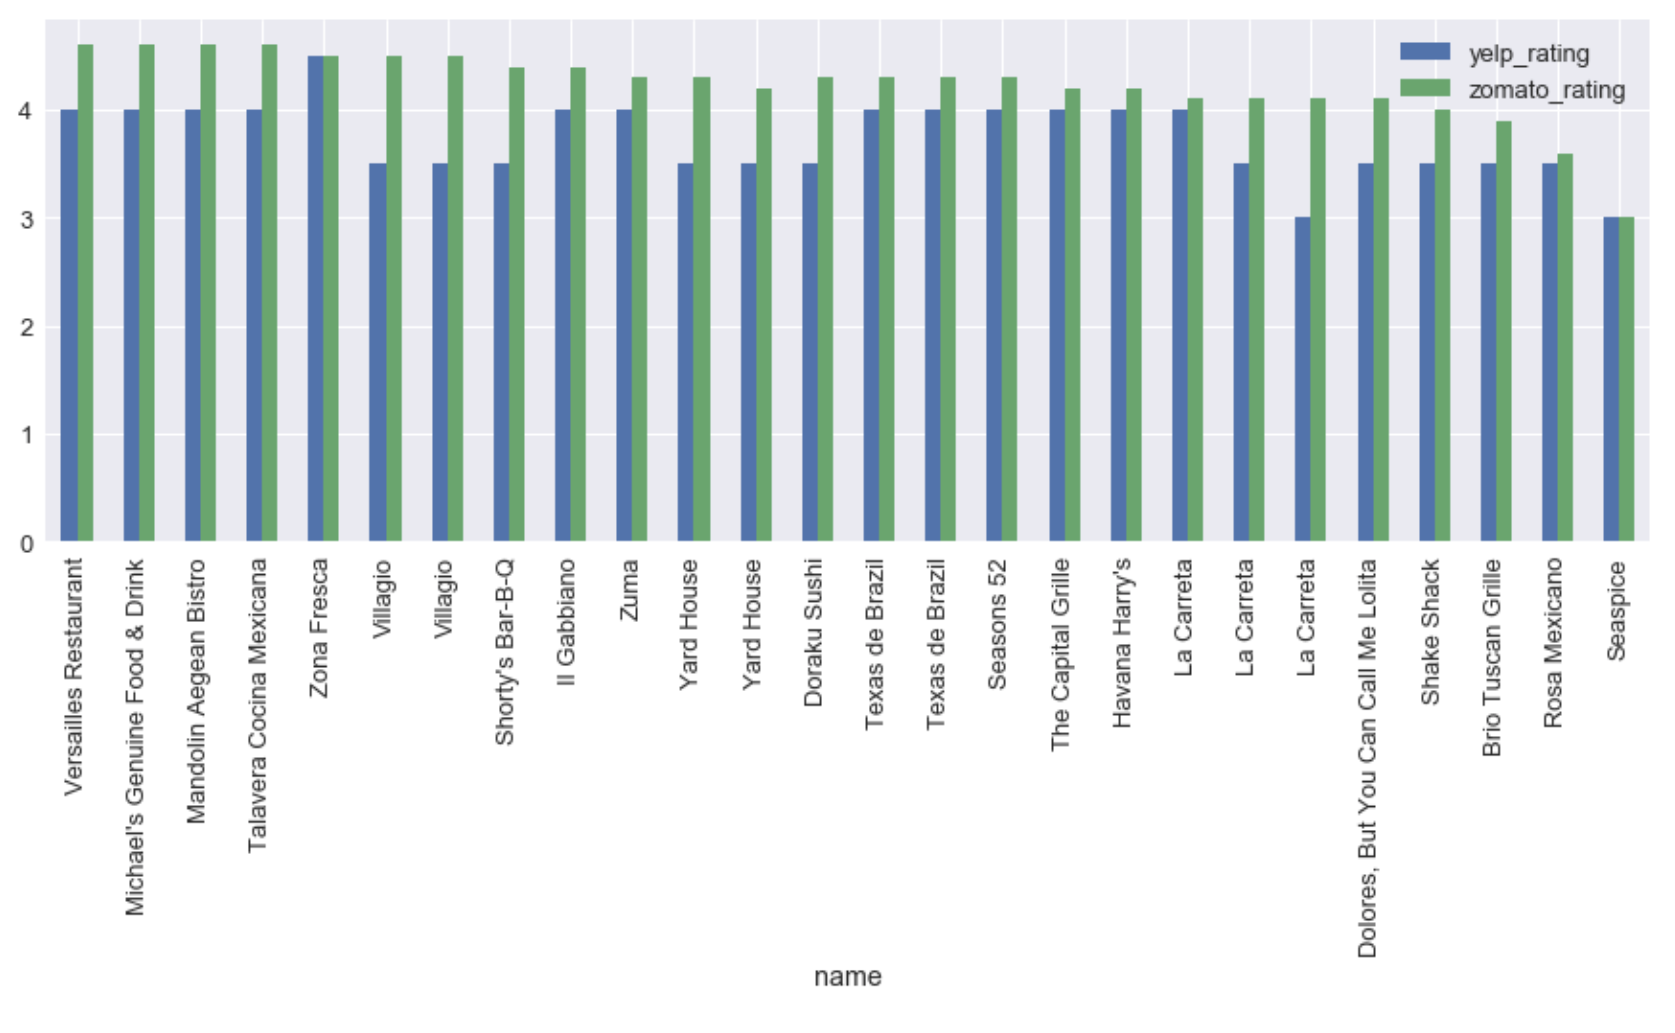 yelp_rating
zomato_rating
4
3
2
1
0
Versailles Restaurant
Michael's Genuine Food & Drink
Mandolin Aegean Bistro
Talavera Cocina Mexicana
Zona Fresca
Villagio
Villagio
Shorty's Bar-B-Q
Il Gabbiano
Zuma
Yard House
Yard House
Doraku Sushi
Texas de Brazil
Texas de Brazil
Seasons 52
The Capital Grille
Havana Harry's
La Carreta
La Carreta
La Carreta
Dolores, But You Can Call Me Lolita
Shake Shack
Brio Tuscan Grille
Rosa Mexicano
Seaspice
name